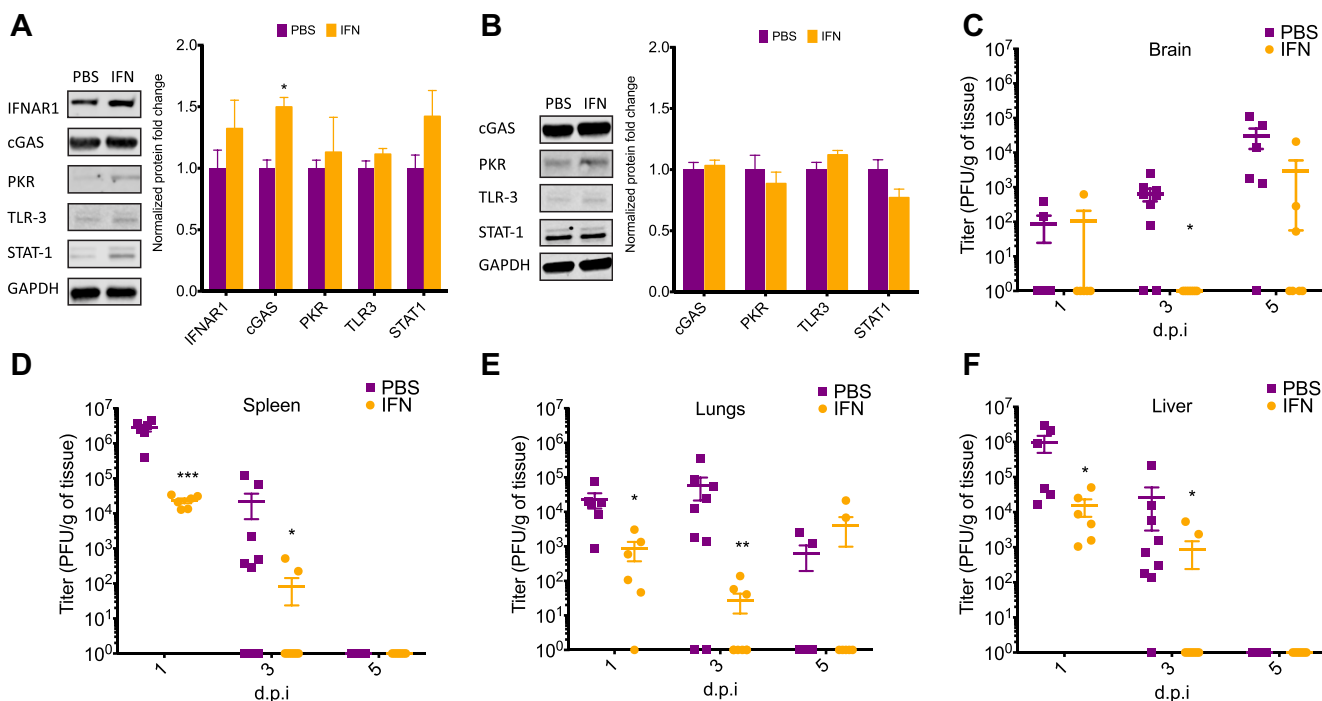 A
PBS IFN
PBS IFN
IFNAR1
cGAS
PKR
TLR-3
STAT-1
GAPDH
Normalized protein fold change
2.0
1.5
1.0
0.5
0.0
*
IFNAR1 cGAS PKR TLR3 STAT1
B
PBS IFN
PBS IFN
cGAS
PKR
TLR-3
STAT-1
GAPDH
Normalized protein fold change
2.0
1.5
1.0
0.5
0.0
cGAS PKR TLR3 STAT1
C
PBS
IFN
Brain
Titer (PFU/g of tissue)
10⁷
10⁶
10⁵
10⁴
10³
10²
10¹
10⁰
*
1 3 5
d.p.i
D
PBS
IFN
Spleen
Titer (PFU/g of tissue)
10⁷
10⁶
10⁵
10⁴
10³
10²
10¹
10⁰
***
*
1 3 5
d.p.i
E
PBS
IFN
Lungs
Titer (PFU/g of tissue)
10⁷
10⁶
10⁵
10⁴
10³
10²
10¹
10⁰
*
**
1 3 5
d.p.i
F
PBS
IFN
Liver
Titer (PFU/g of tissue)
10⁷
10⁶
10⁵
10⁴
10³
10²
10¹
10⁰
*
*
1 3 5
d.p.i